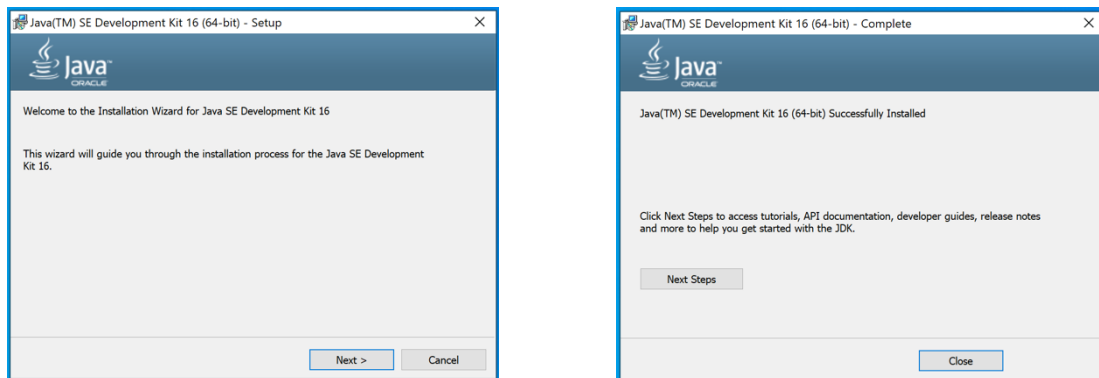 Java(TM) SE Development Kit 16 (64-bit) - Setup
Java™
ORACLE
Welcome to the Installation Wizard for Java SE Development Kit 16
This wizard will guide you through the installation process for the Java SE Development
Kit 16.
Next >
Cancel
Java(TM) SE Development Kit 16 (64-bit) - Complete
Java™
ORACLE
Java(TM) SE Development Kit 16 (64-bit) Successfully Installed
Click Next Steps to access tutorials, API documentation, developer guides, release notes
and more to help you get started with the JDK.
Next Steps
Close